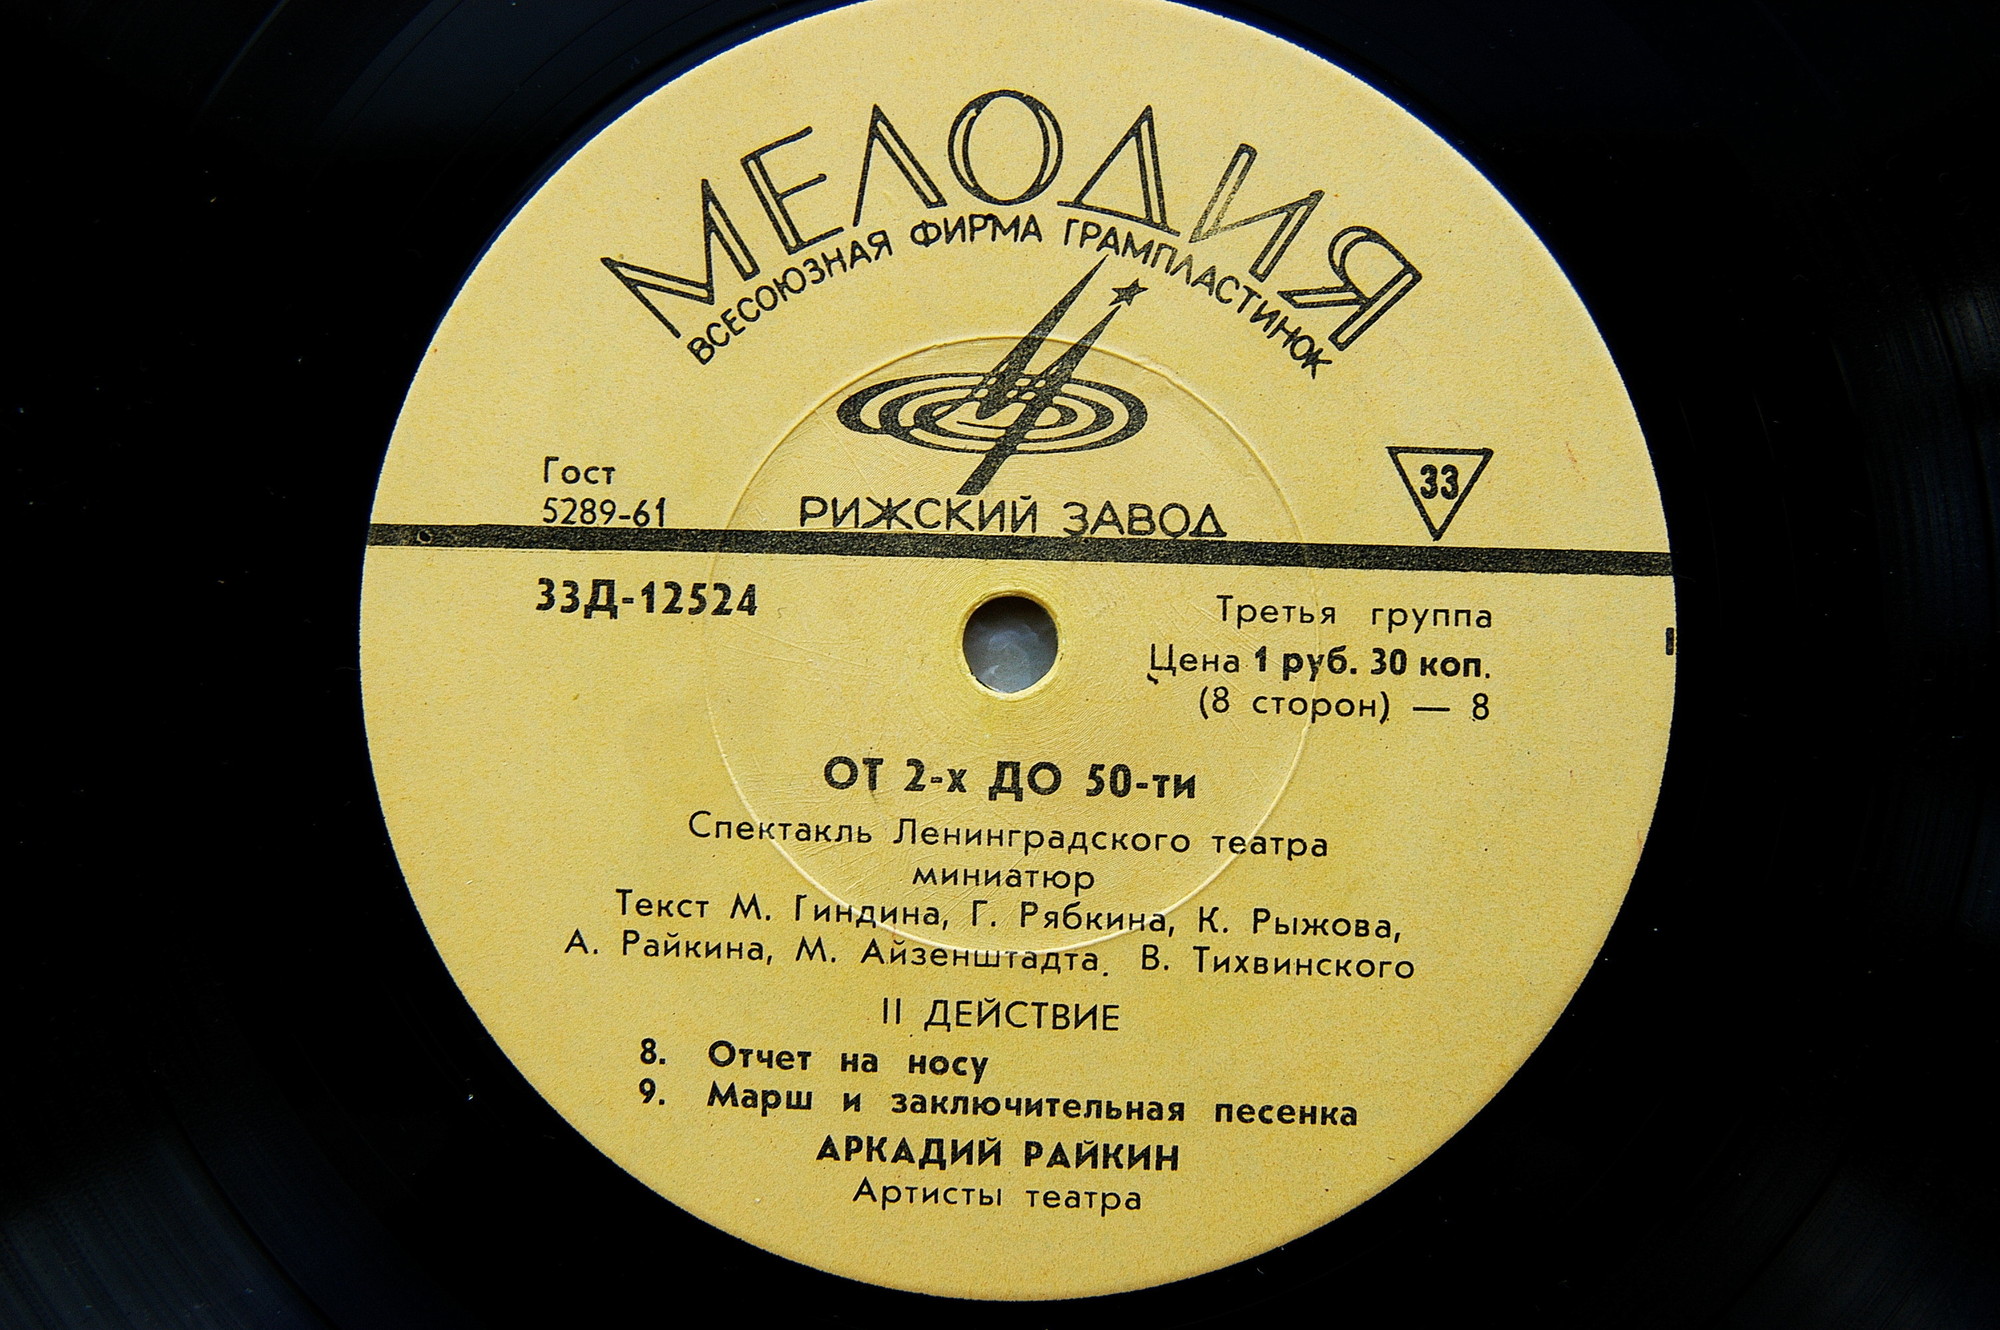 МЕЛОДИЯ
ВСЕСОЮЗНАЯ ФИРМА ГРАМПЛАСТИНОК
Гост
5289-61
РИЖСКИЙ ЗАВОД
33
33Д-12524
Третья группа
Цена 1 руб. 30 коп.
(8 сторон) — 8
ОТ 2-х ДО 50-ти
Спектакль Ленинградского театра
миниатюр
Текст М. Гиндина, Г. Рябкина, К. Рыжова,
А. Райкина, М. Айзенштадта. В. Тихвинского
II ДЕЙСТВИЕ
8. Отчет на носу
9. Марш и заключительная песенка
АРКАДИЙ РАЙКИН
Артисты театра